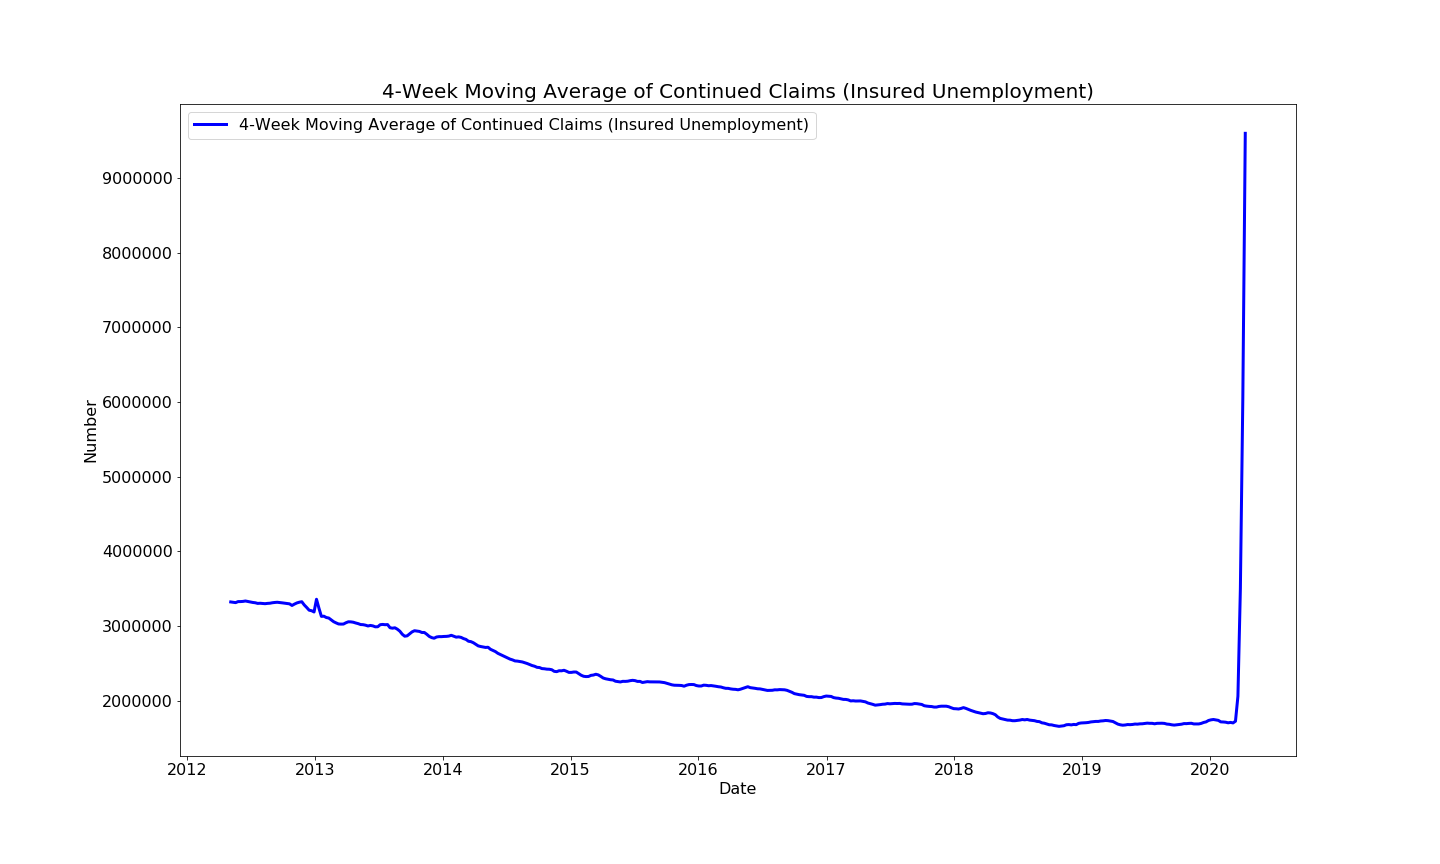 4-Week Moving Average of Continued Claims (Insured Unemployment)
4-Week Moving Average of Continued Claims (Insured Unemployment)
9000000
8000000
7000000
6000000
5000000
4000000
3000000
2000000
Number
2012 2013 2014 2015 2016 2017 2018 2019 2020
Date